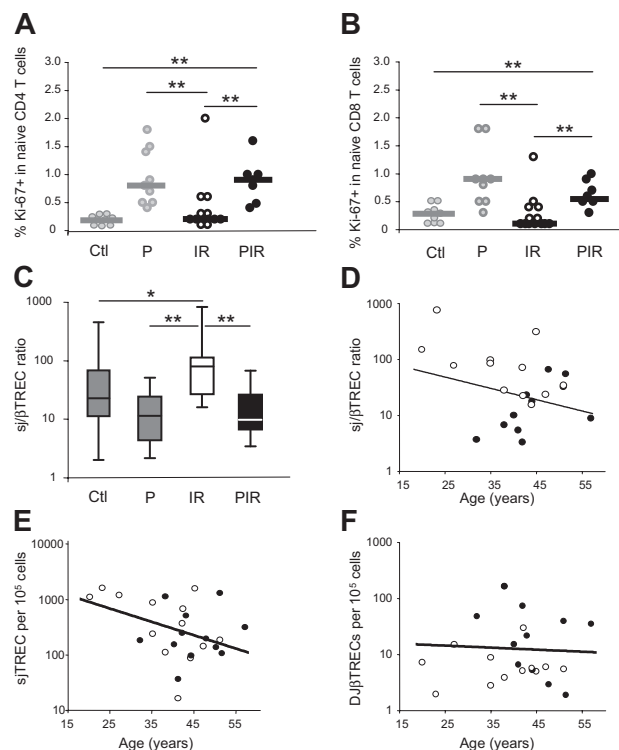 A
% Ki-67+ in naive CD4 T cells
3.0
2.5
2.0
1.5
1.0
0.5
0
**
** **
Ctl P IR PIR
B
% Ki-67+ in naive CD8 T cells
3.0
2.5
2.0
1.5
1.0
0.5
0
**
** **
Ctl P IR PIR
C
sj/βTREC ratio
1000
100
10
1
*
** **
Ctl P IR PIR
D
sj/βTREC ratio
1000
100
10
1
15 25 35 45 55
Age (years)
E
sjTREC per 10⁵ cells
10000
1000
100
10
15 25 35 45 55
Age (years)
F
DJβTRECs per 10⁵ cells
1000
100
10
1
15 25 35 45 55
Age (years)